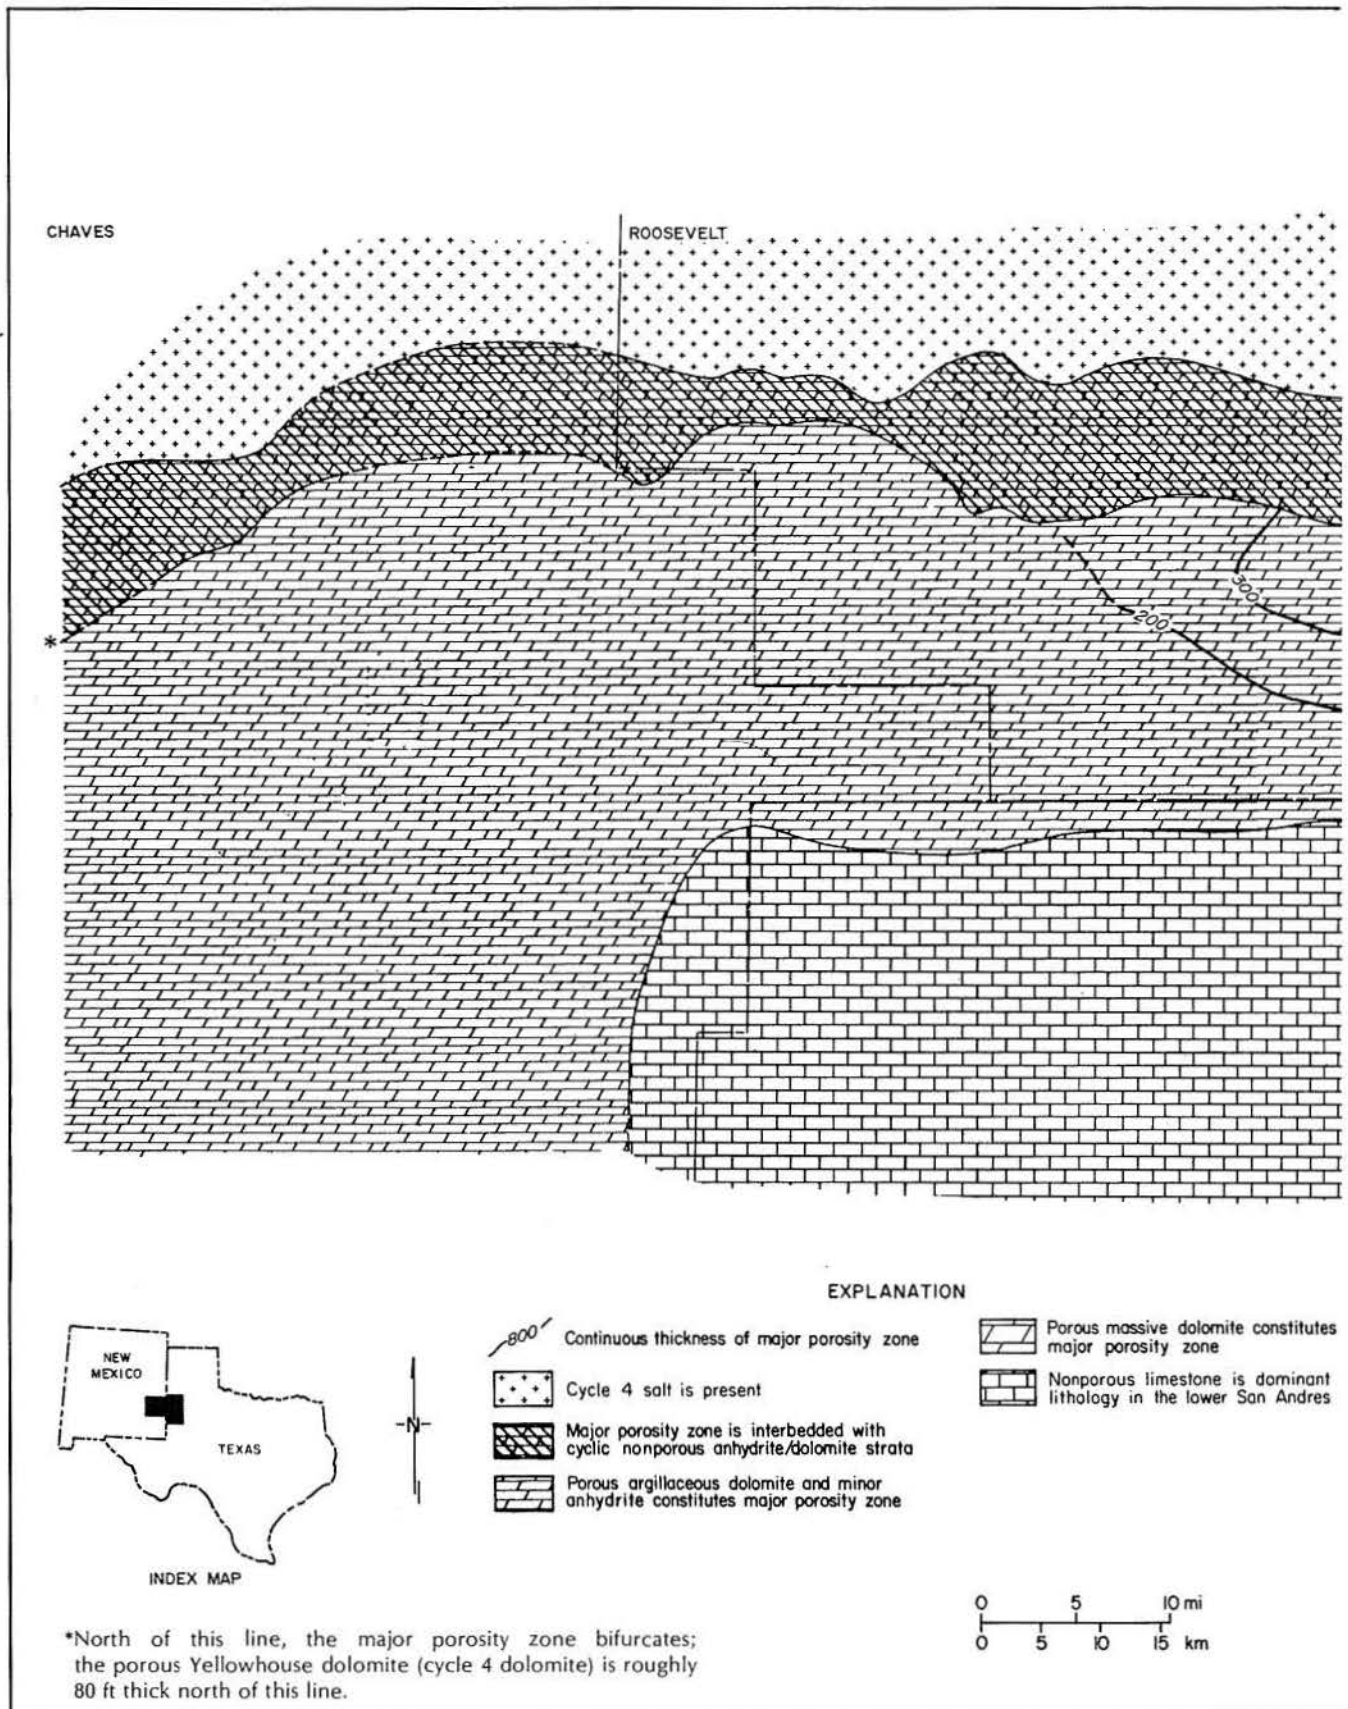 CHAVES
ROOSEVELT
300'
200'
*
EXPLANATION
800'
Continuous thickness of major porosity zone
Cycle 4 salt is present
Major porosity zone is interbedded with
cyclic nonporous anhydrite/dolomite strata
Porous argillaceous dolomite and minor
anhydrite constitutes major porosity zone
Porous massive dolomite constitutes
major porosity zone
Nonporous limestone is dominant
lithology in the lower San Andres
NEW
MEXICO
TEXAS
INDEX MAP
N
0 5 10 mi
0 5 10 15 km
*North of this line, the major porosity zone bifurcates;
the porous Yellowhouse dolomite (cycle 4 dolomite) is roughly
80 ft thick north of this line.